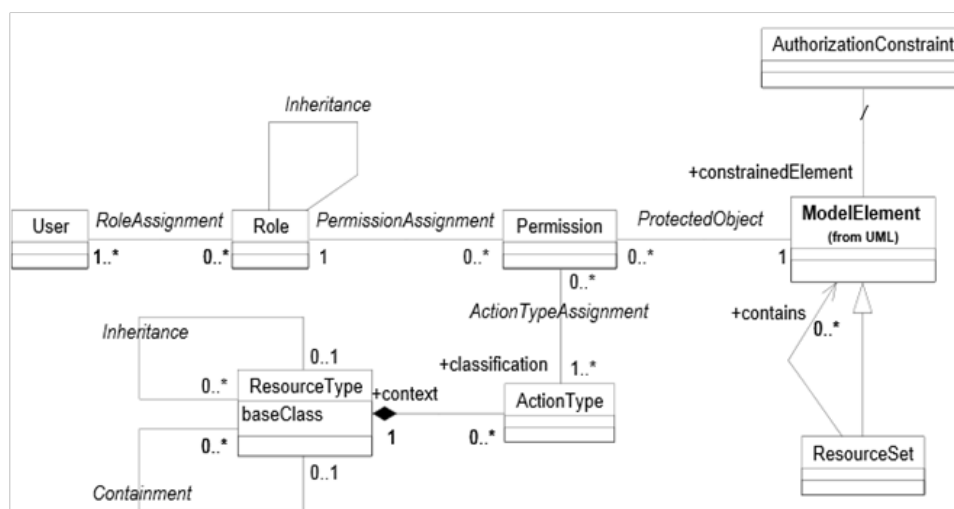 AuthorizationConstraint
Inheritance
/
+constrainedElement
User
RoleAssignment
Role
PermissionAssignment
Permission
ProtectedObject
ModelElement
(from UML)
1..*
0..*
1
0..*
0..*
1
0..*
ActionTypeAssignment
+contains
0..*
Inheritance
0..1
+classification
1..*
0..*
ResourceType
+context
ActionType
baseClass
1
0..*
0..*
0..1
ResourceSet
Containment